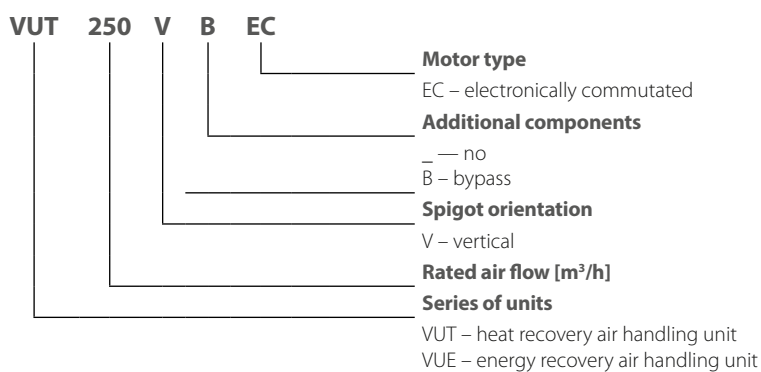 VUT 250 V B EC
Motor type
EC – electronically commutated
Additional components
_ — no
B – bypass
Spigot orientation
V – vertical
Rated air flow [m³/h]
Series of units
VUT – heat recovery air handling unit
VUE – energy recovery air handling unit